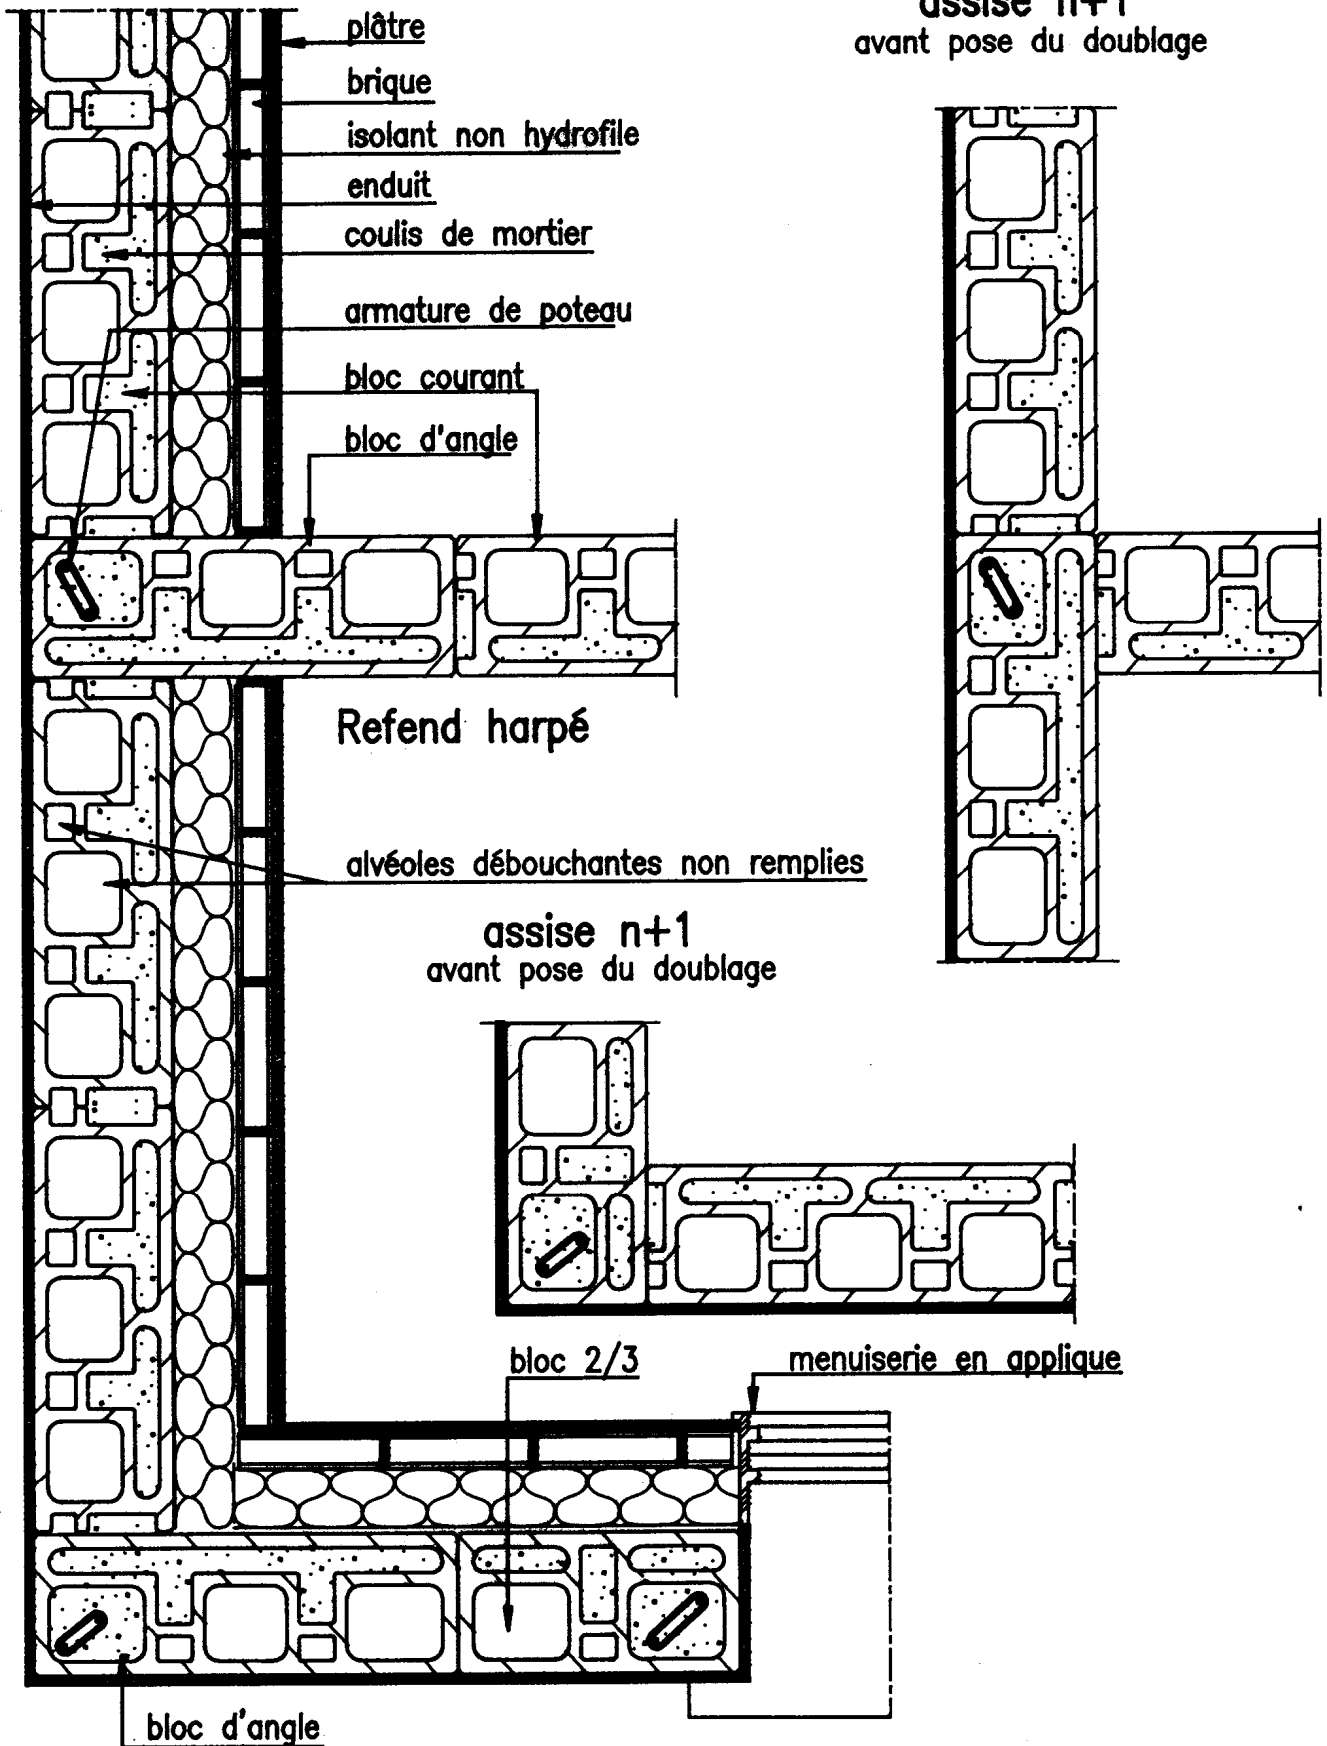 assise n+1
avant pose du doublage
plâtre
brique
isolant non hydrofile
enduit
coulis de mortier
armature de poteau
bloc courant
bloc d'angle
Refend harpé
alvéoles débouchantes non remplies
assise n+1
avant pose du doublage
bloc 2/3
menuiserie en applique
bloc d'angle